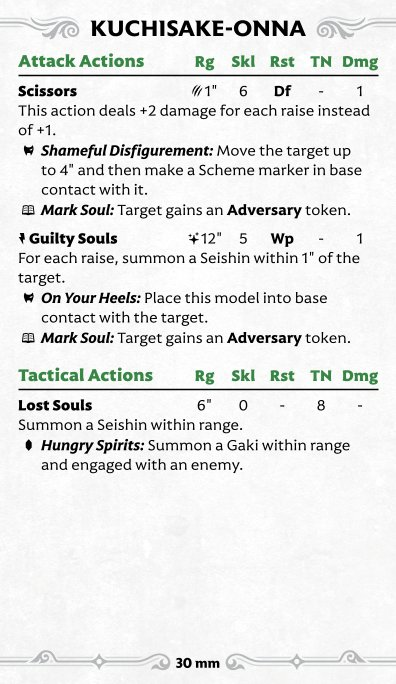 KUCHISAKE-ONNA
Attack Actions Rg Skl Rst TN Dmg
Scissors 1" 6 Df - 1
This action deals +2 damage for each raise instead
of +1.
Shameful Disfigurement: Move the target up
to 4" and then make a Scheme marker in base
contact with it.
Mark Soul: Target gains an Adversary token.
Guilty Souls 12" 5 Wp - 1
For each raise, summon a Seishin within 1" of the
target.
On Your Heels: Place this model into base
contact with the target.
Mark Soul: Target gains an Adversary token.
Tactical Actions Rg Skl Rst TN Dmg
Lost Souls 6" 0 - 8 -
Summon a Seishin within range.
Hungry Spirits: Summon a Gaki within range
and engaged with an enemy.
30 mm